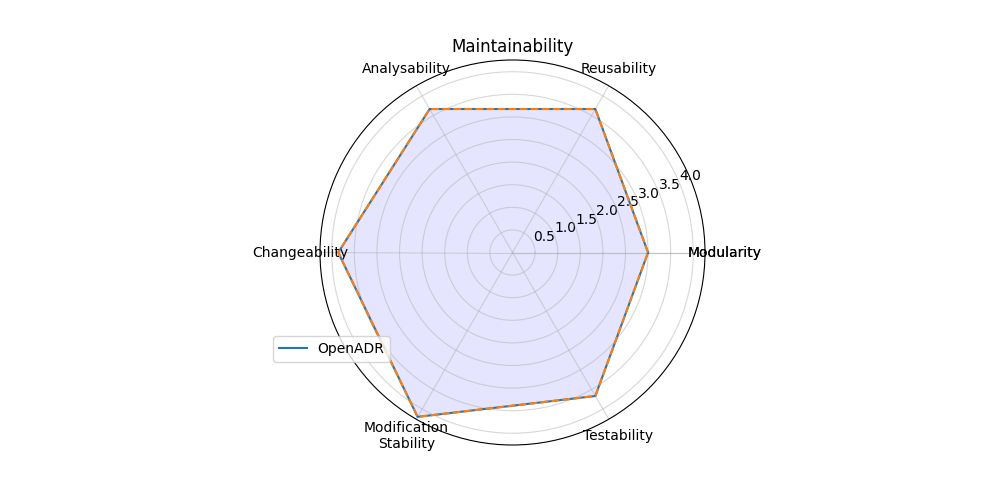 Maintainability
Analysability
Reusability
4.0
3.5
3.0
2.5
2.0
1.5
1.0
0.5
Changeability
Modularity
OpenADR
Modification
Stability
Testability